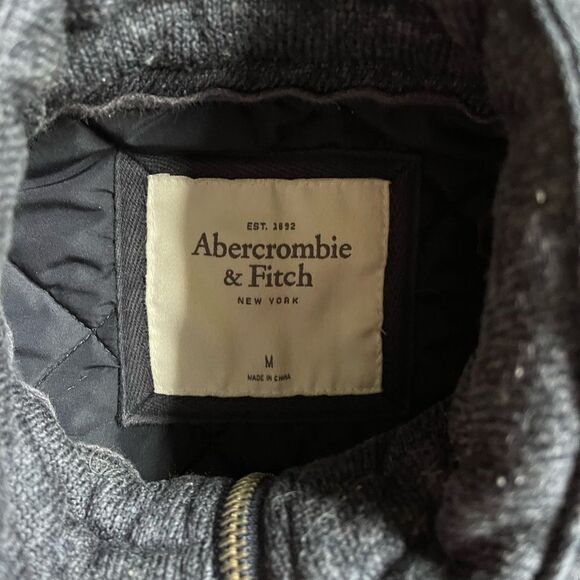 EST. 1892
Abercrombie
& Fitch
NEW YORK
M
MADE IN CHINA